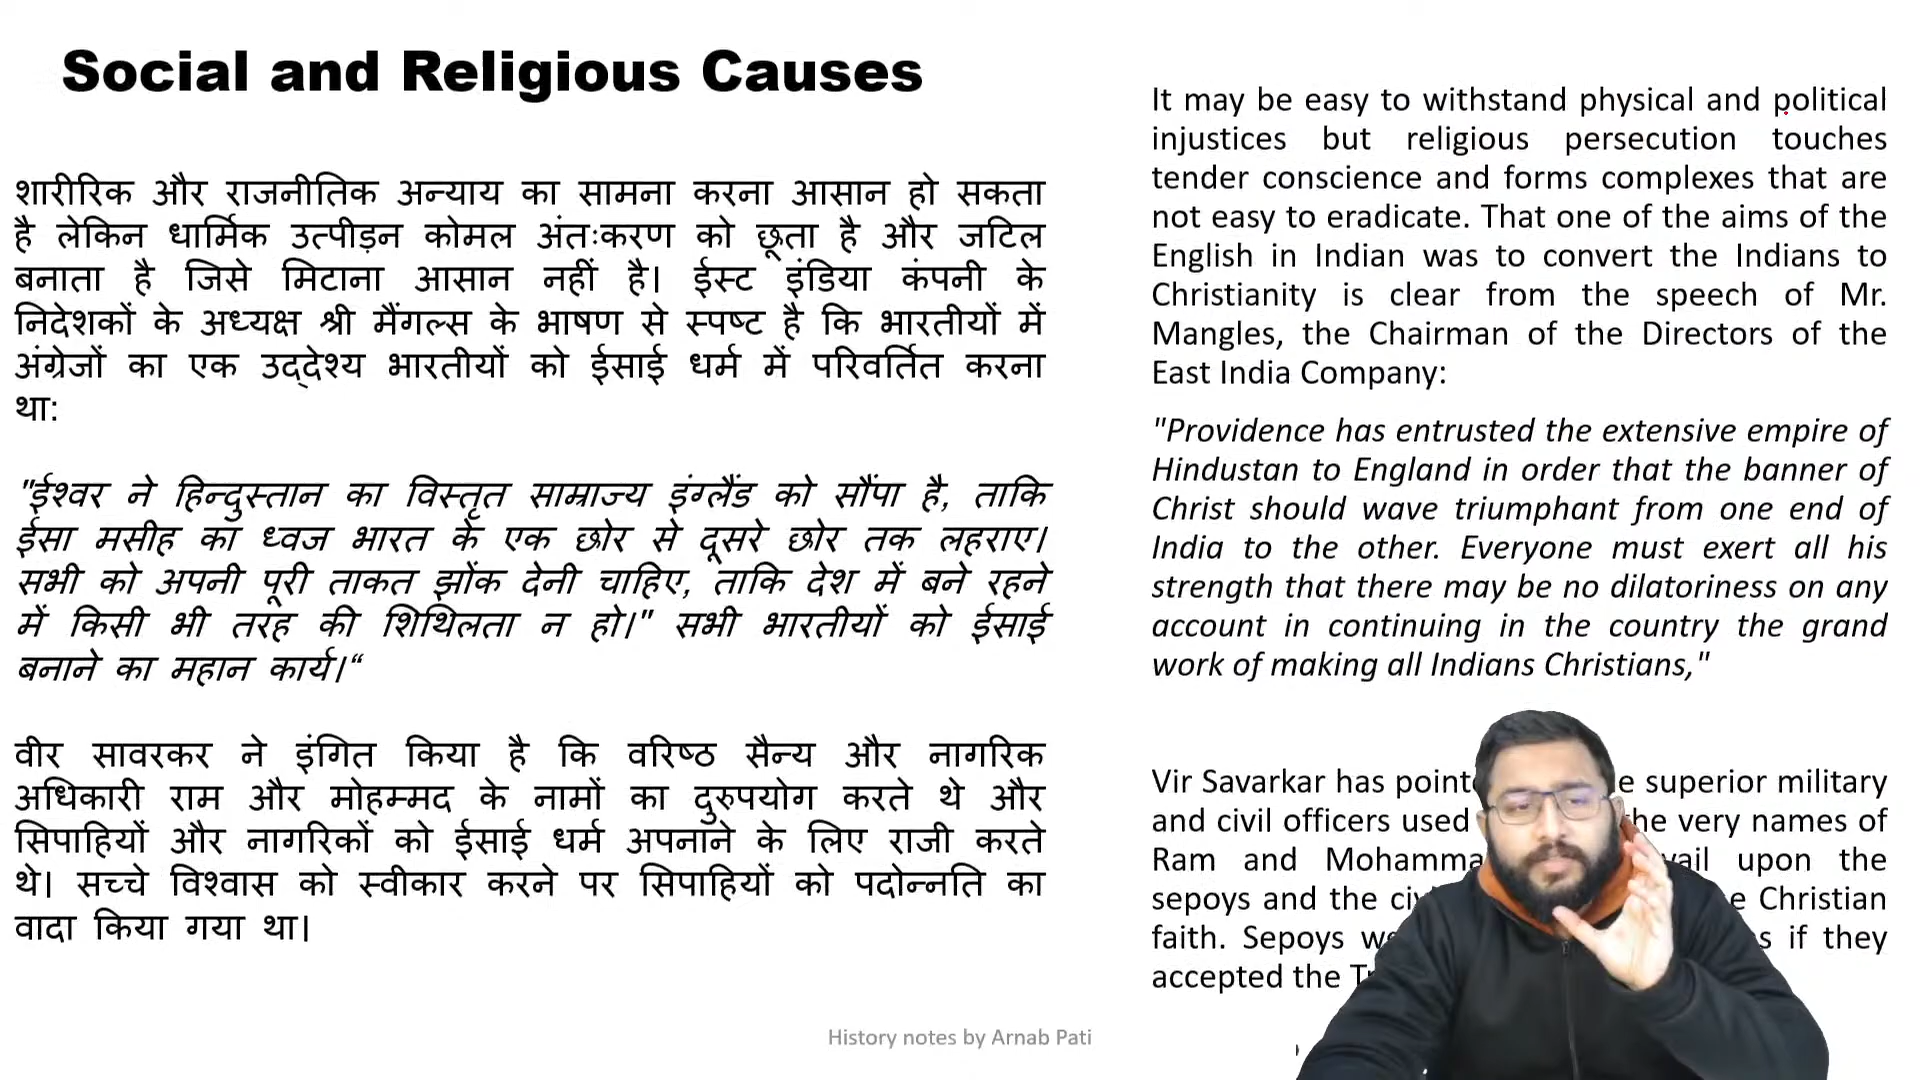 Social and Religious Causes
शारीरिक और राजनीतिक अन्याय का सामना करना आसान हो सकता
है लेकिन धार्मिक उत्पीड़न कोमल अंतःकरण को छूता है और जटिल
बनाता है जिसे मिटाना आसान नहीं है। ईस्ट इंडिया कंपनी के
निदेशकों के अध्यक्ष श्री मैंगल्स के भाषण से स्पष्ट है कि भारतीयों में
अंग्रेजों का एक उद्देश्य भारतीयों को ईसाई धर्म में परिवर्तित करना
था:
"ईश्वर ने हिन्दुस्तान का विस्तृत साम्राज्य इंग्लैंड को सौंपा है, ताकि
ईसा मसीह का ध्वज भारत के एक छोर से दूसरे छोर तक लहराए।
सभी को अपनी पूरी ताकत झोंक देनी चाहिए, ताकि देश में बने रहने
में किसी भी तरह की शिथिलता न हो।" सभी भारतीयों को ईसाई
बनाने का महान कार्य।“
वीर सावरकर ने इंगित किया है कि वरिष्ठ सैन्य और नागरिक
अधिकारी राम और मोहम्मद के नामों का दुरुपयोग करते थे और
सिपाहियों और नागरिकों को ईसाई धर्म अपनाने के लिए राजी करते
थे। सच्चे विश्वास को स्वीकार करने पर सिपाहियों को पदोन्नति का
वादा किया गया था।
It may be easy to withstand physical and political
injustices but religious persecution touches
tender conscience and forms complexes that are
not easy to eradicate. That one of the aims of the
English in Indian was to convert the Indians to
Christianity is clear from the speech of Mr.
Mangles, the Chairman of the Directors of the
East India Company:
"Providence has entrusted the extensive empire of
Hindustan to England in order that the banner of
Christ should wave triumphant from one end of
India to the other. Everyone must exert all his
strength that there may be no dilatoriness on any
account in continuing in the country the grand
work of making all Indians Christians,"
Vir Savarkar has superior military
and civil officers used the very names of
Ram and upon the
sepoys and the Christian
faith. Sepoys if they
accepted the
History notes by Arnab Pati